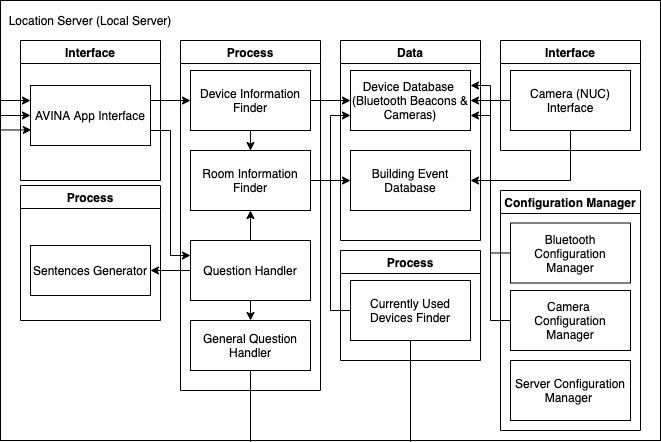 Location Server (Local Server)
Interface
AVINA App Interface
Process
Sentences Generator
Process
Device Information
Finder
Room Information
Finder
Question Handler
General Question
Handler
Data
Device Database
(Bluetooth Beacons &
Cameras)
Building Event
Database
Process
Currently Used
Devices Finder
Interface
Camera (NUC)
Interface
Configuration Manager
Bluetooth
Configuration
Manager
Camera
Configuration
Manager
Server Configuration
Manager